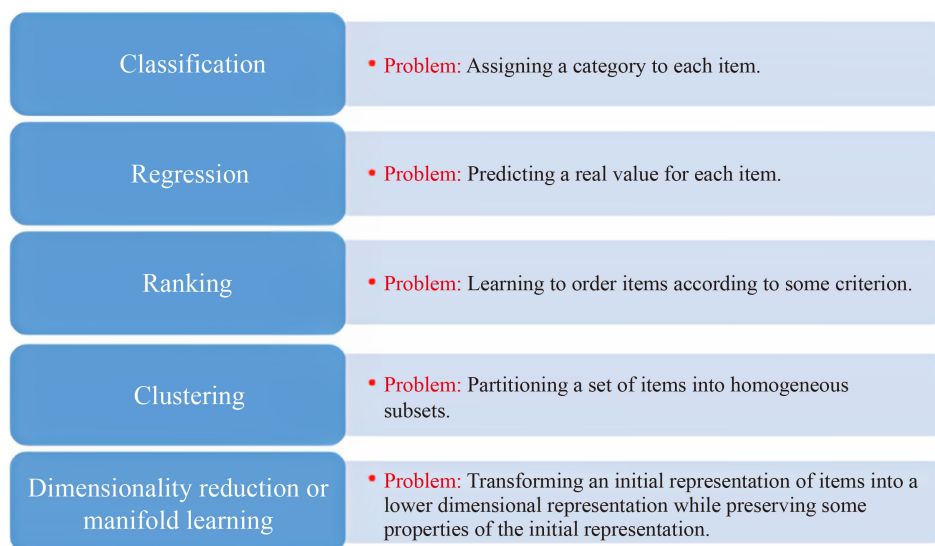 Classification
• Problem: Assigning a category to each item.
Regression
• Problem: Predicting a real value for each item.
Ranking
• Problem: Learning to order items according to some criterion.
Clustering
• Problem: Partitioning a set of items into homogeneous
subsets.
Dimensionality reduction or
manifold learning
• Problem: Transforming an initial representation of items into a
lower dimensional representation while preserving some
properties of the initial representation.